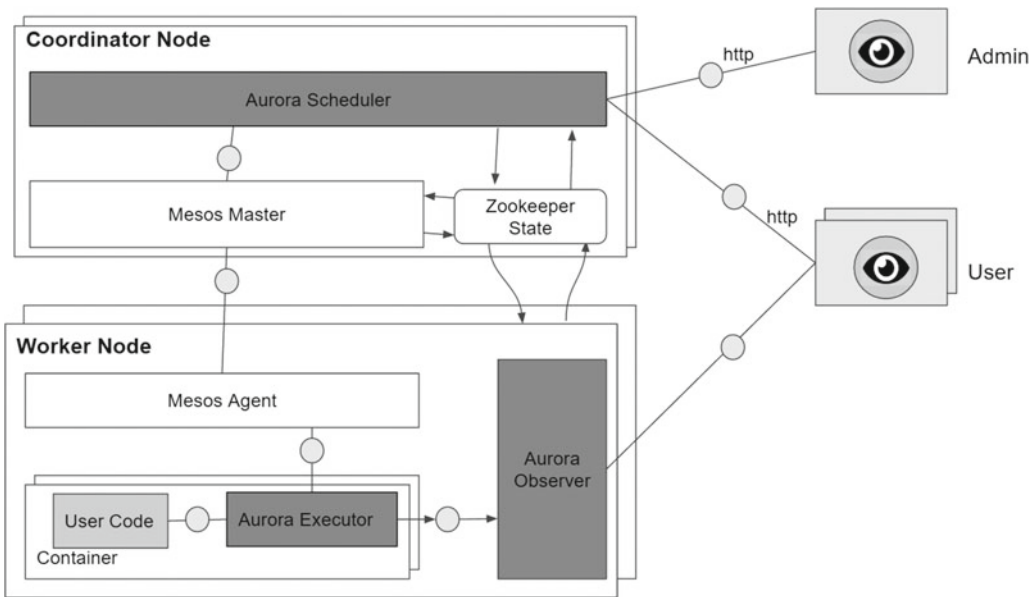 Coordinator Node
Aurora Scheduler
http
Admin
Mesos Master
Zookeeper
State
http
User
Worker Node
Mesos Agent
Aurora
Observer
User Code
Aurora Executor
Container